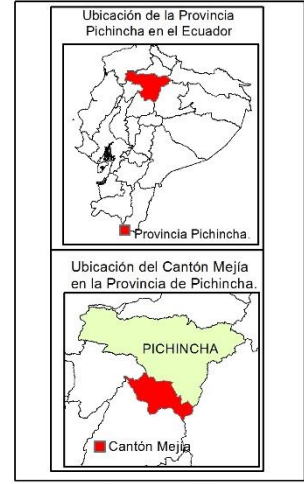 Ubicación de la Provincia
Pichincha en el Ecuador
Provincia Pichincha.
Ubicación del Cantón Mejía
en la Provincia de Pichincha.
PICHINCHA
Cantón Mejía